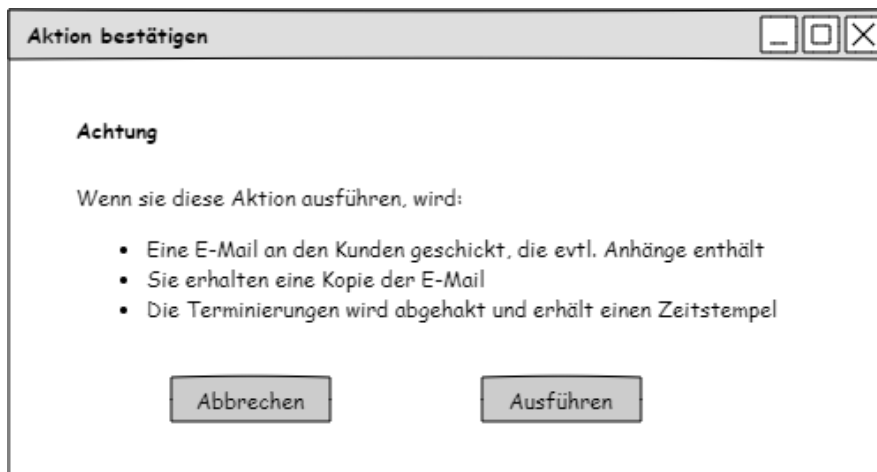 Aktion bestätigen
Achtung
Wenn sie diese Aktion ausführen, wird:
• Eine E-Mail an den Kunden geschickt, die evtl. Anhänge enthält
• Sie erhalten eine Kopie der E-Mail
• Die Terminierungen wird abgehakt und erhält einen Zeitstempel
Abbrechen
Ausführen